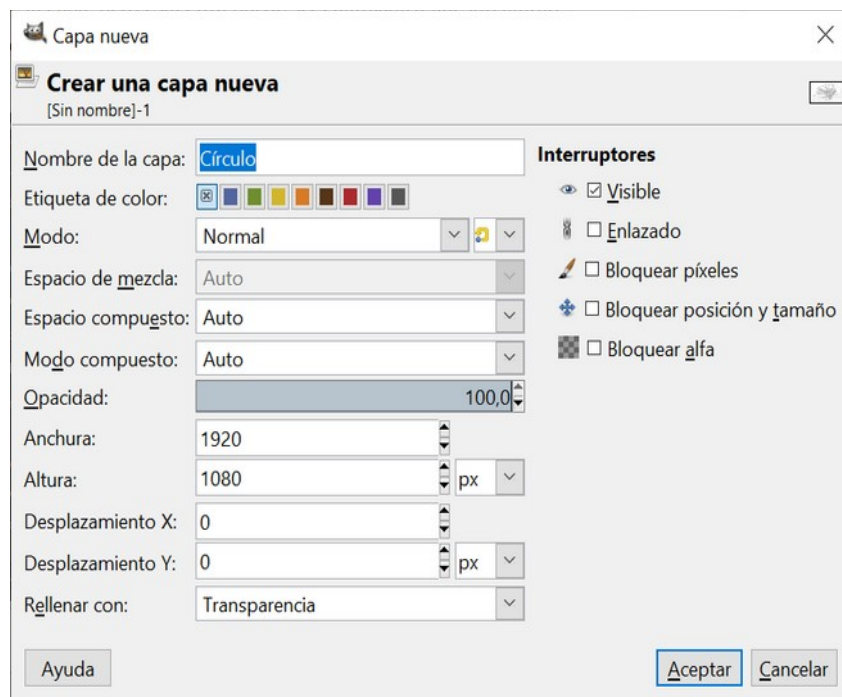 Capa nueva
Crear una capa nueva
[Sin nombre]-1
Nombre de la capa: Círculo
Etiqueta de color:
Modo: Normal
Espacio de mezcla: Auto
Espacio compuesto: Auto
Modo compuesto: Auto
Opacidad: 100,0
Anchura: 1920
Altura: 1080 px
Desplazamiento X: 0
Desplazamiento Y: 0 px
Rellenar con: Transparencia
Interruptores
Visible
Enlazado
Bloquear píxeles
Bloquear posición y tamaño
Bloquear alfa
Ayuda Aceptar Cancelar